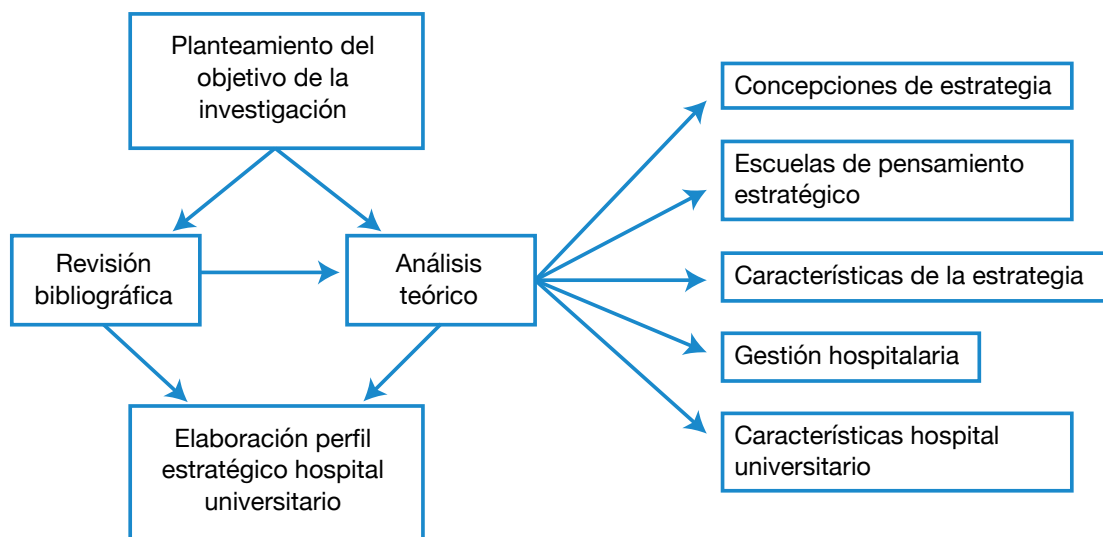 Planteamiento del
objetivo de la
investigación
Revisión
bibliográfica
Análisis
teórico
Elaboración perfil
estratégico hospital
universitario
Concepciones de estrategia
Escuelas de pensamiento
estratégico
Características de la estrategia
Gestión hospitalaria
Características hospital
universitario